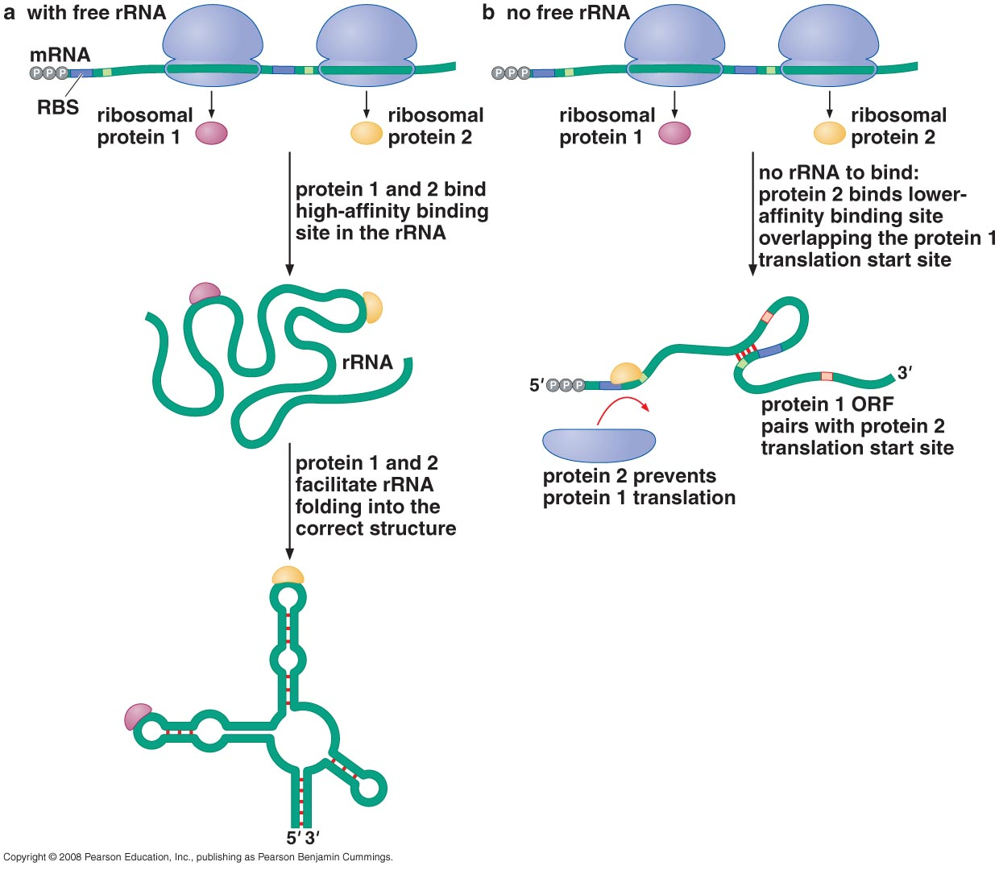 a with free rRNA
mRNA
PPP
RBS
ribosomal
protein 1
ribosomal
protein 2
protein 1 and 2 bind
high-affinity binding
site in the rRNA
rRNA
protein 1 and 2
facilitate rRNA
folding into the
correct structure
5′ 3′
b no free rRNA
PPP
ribosomal
protein 1
ribosomal
protein 2
no rRNA to bind:
protein 2 binds lower-
affinity binding site
overlapping the protein 1
translation start site
5′ PPP
3′
protein 1 ORF
pairs with protein 2
translation start site
protein 2 prevents
protein 1 translation
Copyright © 2008 Pearson Education, Inc., publishing as Pearson Benjamin Cummings.